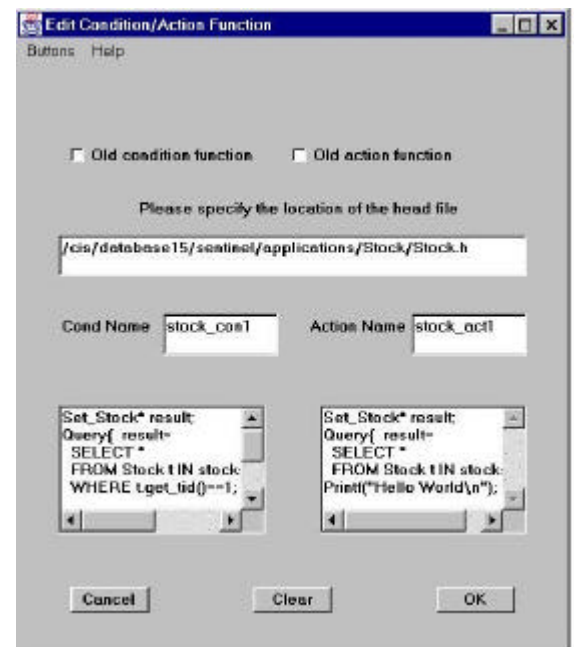 Edit Condition/Action Function
Buttons Help
Old condition function Old action function
Please specify the location of the head file
/cis/database15/sentinel/applications/Stock/Stock.h
Cond Name stock_con1 Action Name stock_act1
Set_Stock* result;
Query{ result=
SELECT *
FROM Stock t IN stock
WHERE t.get_tid()==1;
Set_Stock* result;
Query{ result=
SELECT *
FROM Stock t IN stock
Printf("Hello World\n");
Cancel Clear OK